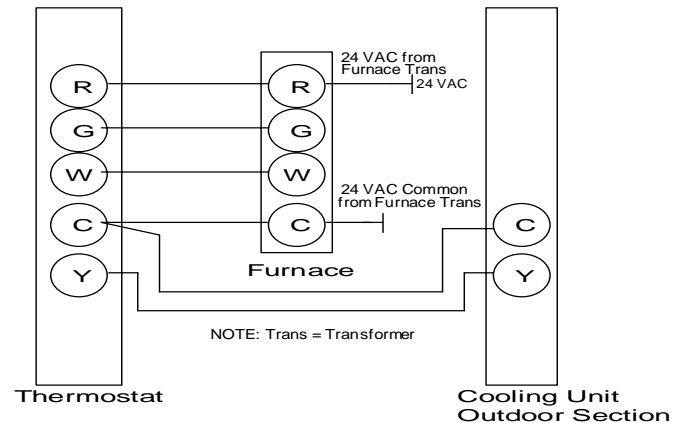 24 VAC from
Furnace Trans
R
R
24 VAC
G
G
W
W
24 VAC Common
from Furnace Trans
C
C
C
Furnace
Y
Y
NOTE: Trans = Transformer
Thermostat
Cooling Unit
Outdoor Section